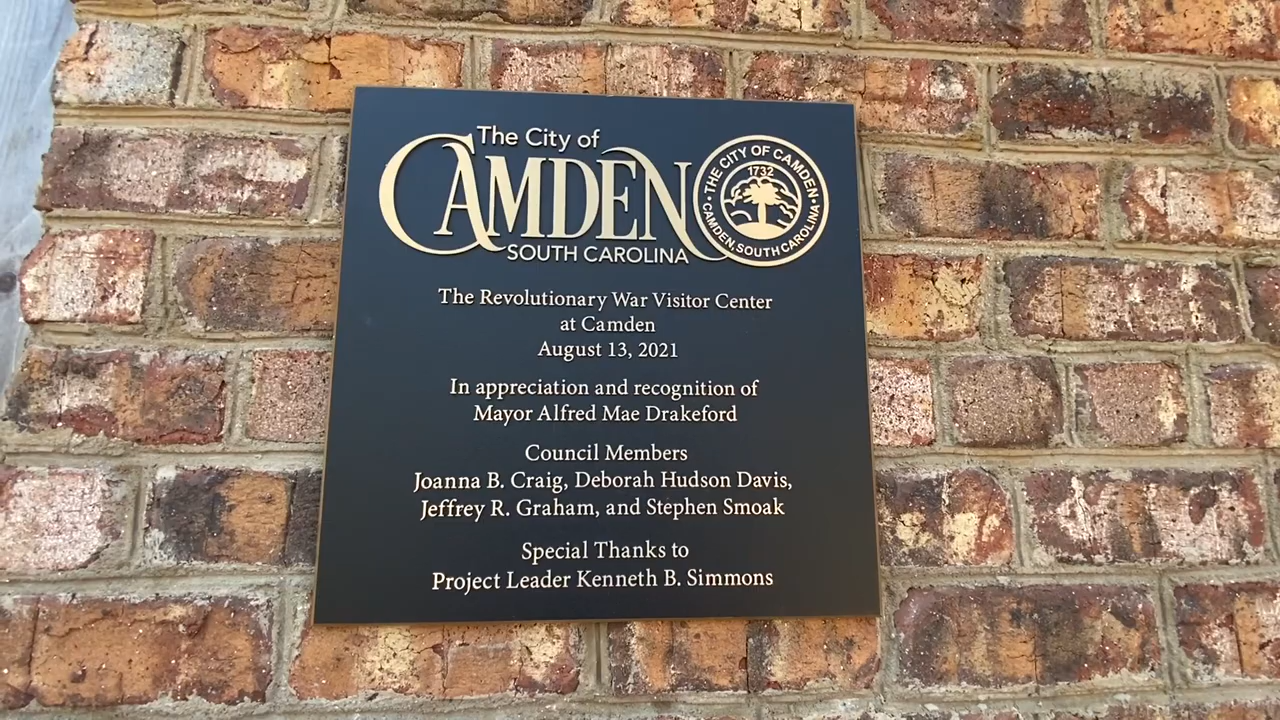 The City of
CAMDEN
SOUTH CAROLINA
THE CITY OF CAMDEN
1732
CAMDEN, SOUTH CAROLINA
The Revolutionary War Visitor Center
at Camden
August 13, 2021
In appreciation and recognition of
Mayor Alfred Mae Drakeford
Council Members
Joanna B. Craig, Deborah Hudson Davis,
Jeffrey R. Graham, and Stephen Smoak
Special Thanks to
Project Leader Kenneth B. Simmons